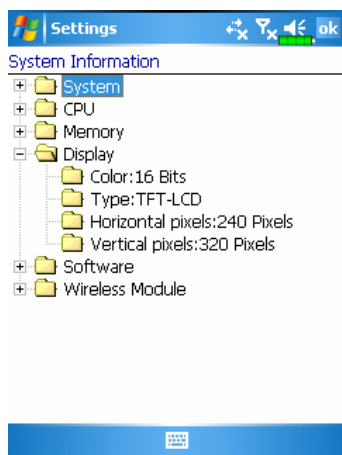 Settings ok
System Information
System
CPU
Memory
Display
Color:16 Bits
Type:TFT-LCD
Horizontal pixels:240 Pixels
Vertical pixels:320 Pixels
Software
Wireless Module